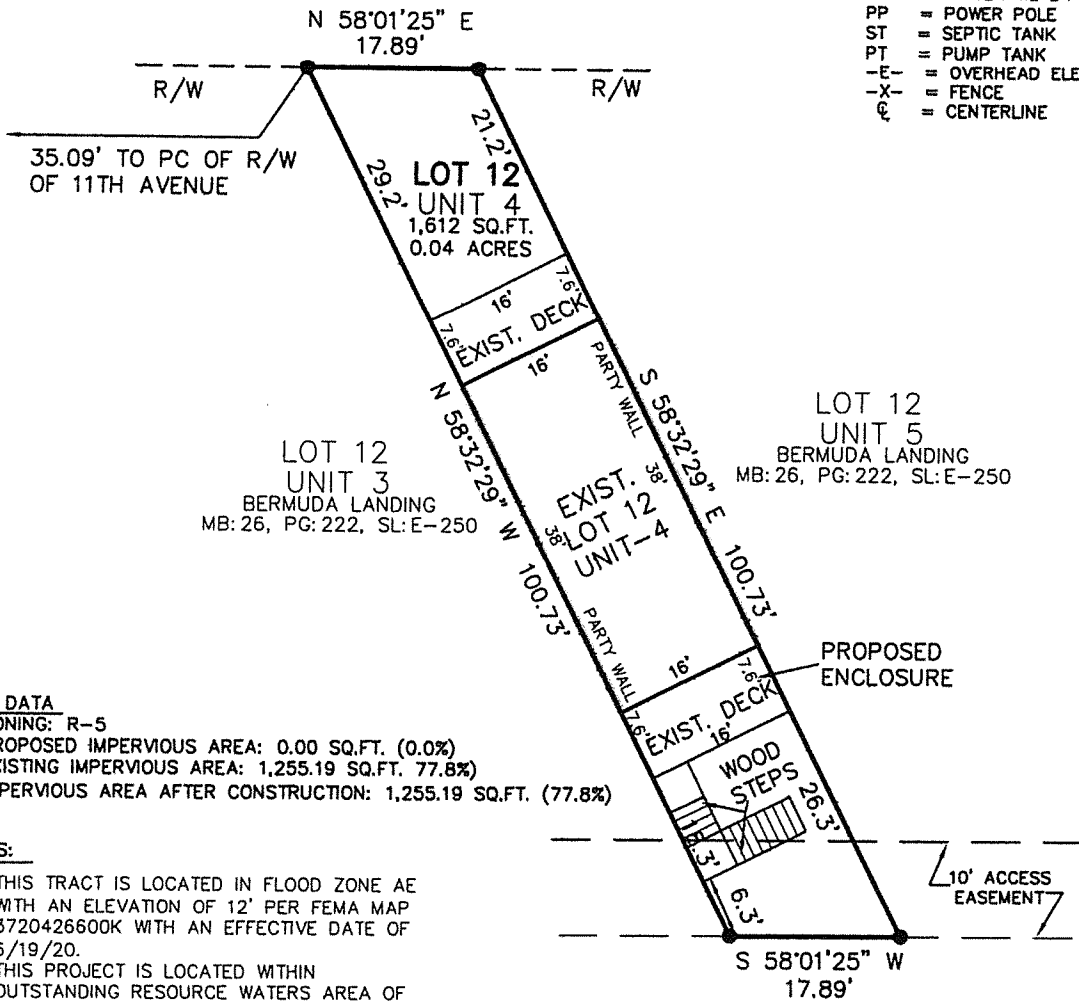 N 58°01'25" E
17.89'
R/W
R/W
PP = POWER POLE
ST = SEPTIC TANK
PT = PUMP TANK
-E- = OVERHEAD ELE
-X- = FENCE
℄ = CENTERLINE
35.09' TO PC OF R/W
OF 11TH AVENUE
29.2'
21.2'
LOT 12
UNIT 4
1,612 SQ.FT.
0.04 ACRES
16'
7.6'
7.6'
EXIST. DECK
16'
PARTY WALL
N 58°32'29" W 100.73'
S 58°32'29" E 100.73'
LOT 12
UNIT 3
BERMUDA LANDING
MB: 26, PG: 222, SL: E-250
LOT 12
UNIT 5
BERMUDA LANDING
MB: 26, PG: 222, SL: E-250
38'
38'
EXIST.
LOT 12
UNIT-4
PARTY WALL
16'
7.6'
7.6'
EXIST. DECK
16'
PROPOSED
ENCLOSURE
WOOD
STEPS
26.3'
6.3'
10' ACCESS
EASEMENT
S 58°01'25" W
17.89'
DATA
ONING: R-5
ROPOSED IMPERVIOUS AREA: 0.00 SQ.FT. (0.0%)
XISTING IMPERVIOUS AREA: 1,255.19 SQ.FT. 77.8%)
PERVIOUS AREA AFTER CONSTRUCTION: 1,255.19 SQ.FT. (77.8%)
S:
THIS TRACT IS LOCATED IN FLOOD ZONE AE
WITH AN ELEVATION OF 12' PER FEMA MAP
3720426600K WITH AN EFFECTIVE DATE OF
6/19/20.
THIS PROJECT IS LOCATED WITHIN
OUTSTANDING RESOURCE WATERS AREA OF